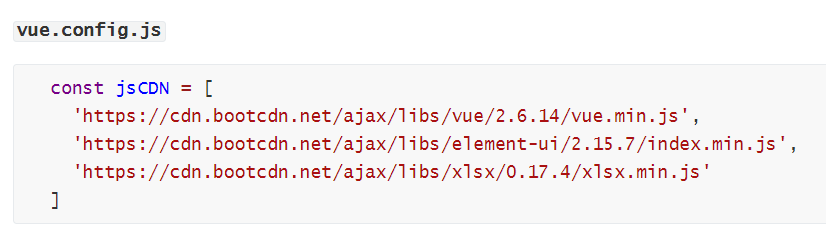 vue.config.js
const jsCDN = [
'https://cdn.bootcdn.net/ajax/libs/vue/2.6.14/vue.min.js',
'https://cdn.bootcdn.net/ajax/libs/element-ui/2.15.7/index.min.js',
'https://cdn.bootcdn.net/ajax/libs/xlsx/0.17.4/xlsx.min.js'
]